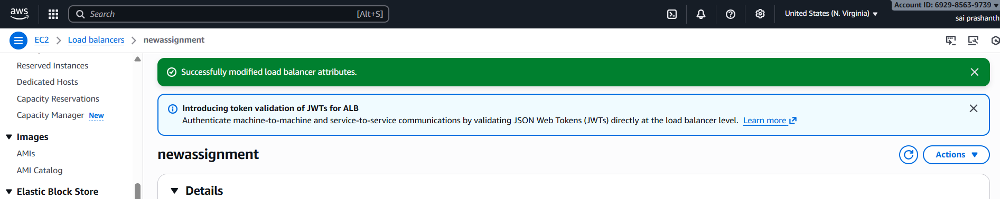 aws
Search
[Alt+S]
United States (N. Virginia)
Account ID: 6929-8563-9739
sai prashanth
EC2
Load balancers
newassignment
Reserved Instances
Dedicated Hosts
Capacity Reservations
Capacity Manager New
Images
AMIs
AMI Catalog
Elastic Block Store
Successfully modified load balancer attributes.
Introducing token validation of JWTs for ALB
Authenticate machine-to-machine and service-to-service communications by validating JSON Web Tokens (JWTs) directly at the load balancer level. Learn more
newassignment
Actions
Details